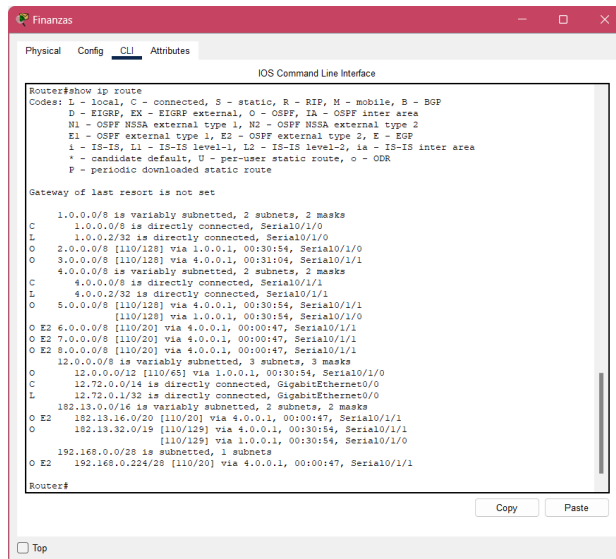 Finanzas
Physical Config CLI Attributes
IOS Command Line Interface
Router#show ip route
Codes: L - local, C - connected, S - static, R - RIP, M - mobile, B - BGP
D - EIGRP, EX - EIGRP external, O - OSPF, IA - OSPF inter area
N1 - OSPF NSSA external type 1, N2 - OSPF NSSA external type 2
E1 - OSPF external type 1, E2 - OSPF external type 2, E - EGP
i - IS-IS, L1 - IS-IS level-1, L2 - IS-IS level-2, ia - IS-IS inter area
* - candidate default, U - per-user static route, o - ODR
P - periodic downloaded static route
Gateway of last resort is not set
1.0.0.0/8 is variably subnetted, 2 subnets, 2 masks
C 1.0.0.0/8 is directly connected, Serial0/1/0
L 1.0.0.2/32 is directly connected, Serial0/1/0
O 2.0.0.0/8 [110/128] via 1.0.0.1, 00:30:54, Serial0/1/0
O 3.0.0.0/8 [110/128] via 4.0.0.1, 00:31:04, Serial0/1/1
4.0.0.0/8 is variably subnetted, 2 subnets, 2 masks
C 4.0.0.0/8 is directly connected, Serial0/1/1
L 4.0.0.2/32 is directly connected, Serial0/1/1
O 5.0.0.0/8 [110/128] via 4.0.0.1, 00:30:54, Serial0/1/1
[110/128] via 1.0.0.1, 00:30:54, Serial0/1/0
O E2 6.0.0.0/8 [110/20] via 4.0.0.1, 00:00:47, Serial0/1/1
O E2 7.0.0.0/8 [110/20] via 4.0.0.1, 00:00:47, Serial0/1/1
O E2 8.0.0.0/8 [110/20] via 4.0.0.1, 00:00:47, Serial0/1/1
12.0.0.0/8 is variably subnetted, 3 subnets, 3 masks
O 12.0.0.0/12 [110/65] via 1.0.0.1, 00:30:54, Serial0/1/0
C 12.72.0.0/14 is directly connected, GigabitEthernet0/0
L 12.72.0.1/32 is directly connected, GigabitEthernet0/0
182.13.0.0/16 is variably subnetted, 2 subnets, 2 masks
O E2 182.13.16.0/20 [110/20] via 4.0.0.1, 00:00:47, Serial0/1/1
O 182.13.32.0/19 [110/129] via 4.0.0.1, 00:30:54, Serial0/1/1
[110/129] via 1.0.0.1, 00:30:54, Serial0/1/0
192.168.0.0/28 is subnetted, 1 subnets
O E2 192.168.0.224/28 [110/20] via 4.0.0.1, 00:00:47, Serial0/1/1
Router#
Copy Paste
Top